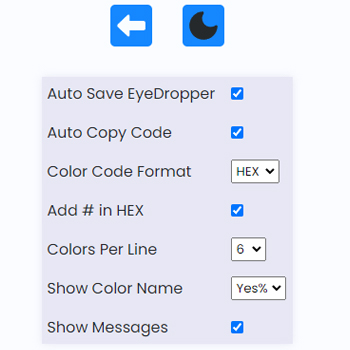 Auto Save EyeDropper
Auto Copy Code
Color Code Format HEX
Add # in HEX
Colors Per Line 6
Show Color Name Yes%
Show Messages